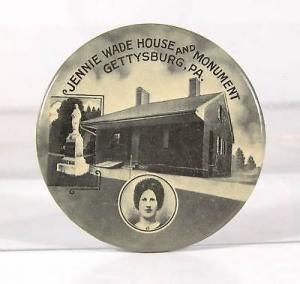 JENNIE WADE HOUSE AND MONUMENT
GETTYSBURG, PA.